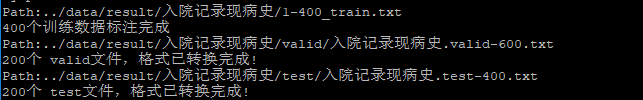 Path:../data/result/入院记录现病史/1-400_train.txt
400个训练数据标注完成
Path:../data/result/入院记录现病史/valid/入院记录现病史.valid-600.txt
200个 valid文件，格式已转换完成!
Path:../data/result/入院记录现病史/test/入院记录现病史.test-400.txt
200个 test文件，格式已转换完成!